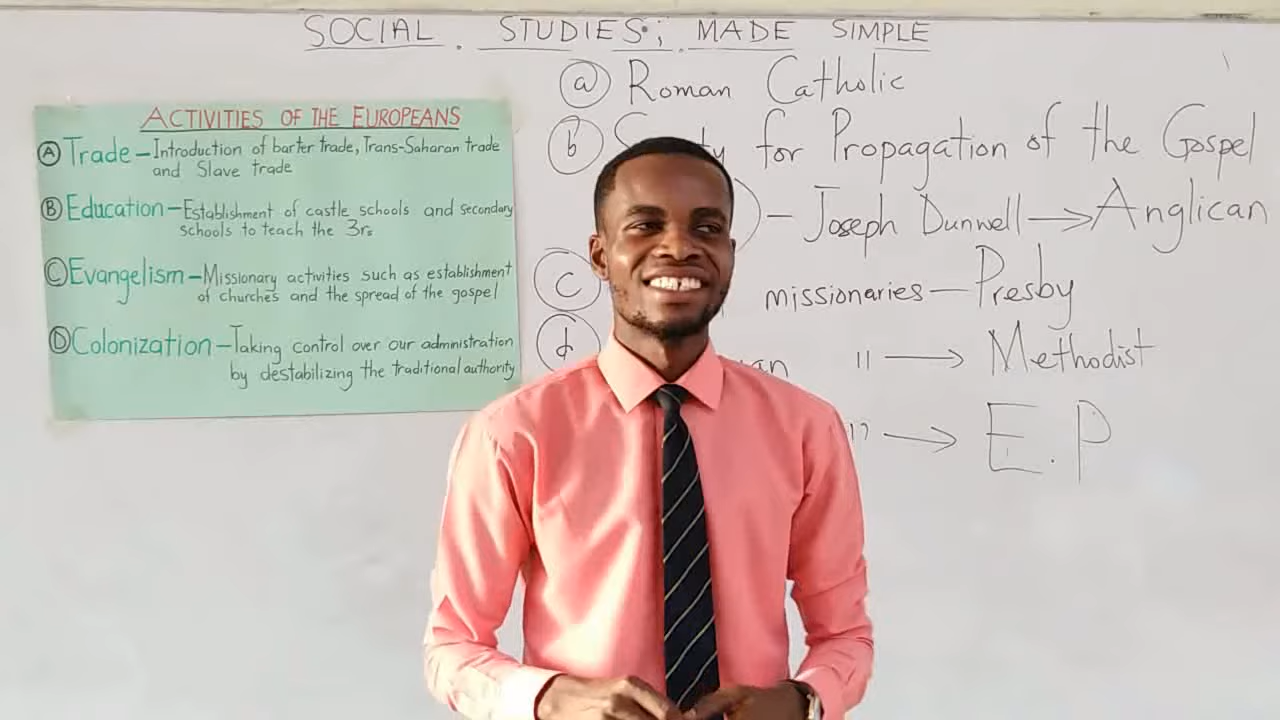 SOCIAL STUDIES; MADE SIMPLE
ACTIVITIES OF THE EUROPEANS
Ⓐ Trade – Introduction of barter trade, Trans-Saharan trade
and Slave trade
Ⓑ Education – Establishment of castle schools and secondary
schools to teach the 3rs
Ⓒ Evangelism – Missionary activities such as establishment
of churches and the spread of the gospel
Ⓓ Colonization – Taking control over our admnistration
by destabilizing the traditional authority
ⓐ Roman Catholic
ⓑ for Propagation of the Gospel
) – Joseph Dunwell → Anglican
ⓒ missionaries – Presby
ⓓ " → Methodist
" → E.P